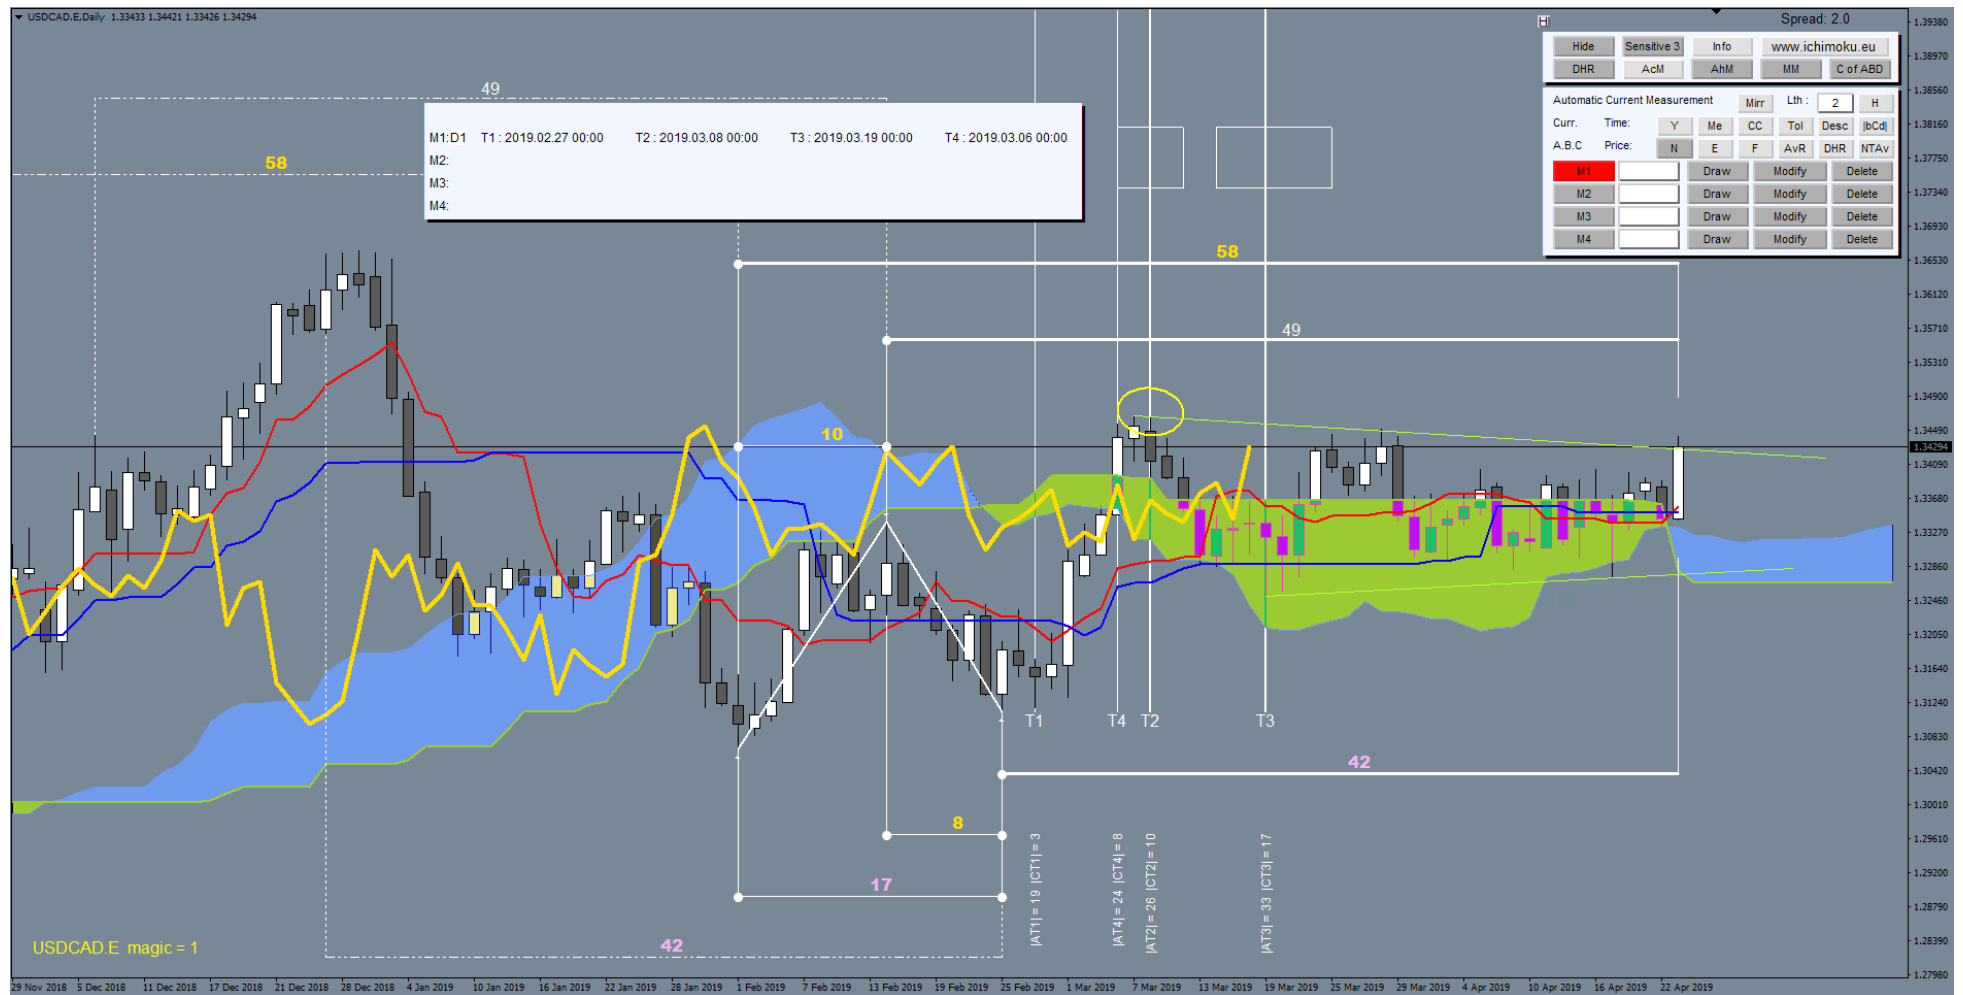 USDCAD.E,Daily 1.33433 1.34421 1.33426 1.34294
Spread: 2.0
H
Hide Sensitive 3 Info www.ichimoku.eu
DHR AcM AhM MM C of ABD
Automatic Current Measurement Mirr Lth : 2 H
Curr. Time: Y Me CC Tol Desc |bCd|
A.B.C Price: N E F AvR DHR NTAv
M1 Draw Modify Delete
M2 Draw Modify Delete
M3 Draw Modify Delete
M4 Draw Modify Delete
49
M1:D1 T1 : 2019.02.27 00:00 T2 : 2019.03.08 00:00 T3 : 2019.03.19 00:00 T4 : 2019.03.06 00:00
M2:
M3:
M4:
58
58
49
10
T1 T4 T2 T3
42
8
17
42
|AT1| = 19 |CT1| = 3
|AT4| = 24 |CT4| = 8
|AT2| = 26 |CT2| = 10
|AT3| = 33 |CT3| = 17
USDCAD.E magic = 1
1.39380
1.38970
1.38560
1.38160
1.37750
1.37340
1.36930
1.36530
1.36120
1.35710
1.35310
1.34900
1.34490
1.34294
1.34090
1.33680
1.33270
1.32860
1.32460
1.32050
1.31640
1.31240
1.30830
1.30420
1.30010
1.29610
1.29200
1.28790
1.28390
1.27980
29 Nov 2018 5 Dec 2018 11 Dec 2018 17 Dec 2018 21 Dec 2018 28 Dec 2018 4 Jan 2019 10 Jan 2019 16 Jan 2019 22 Jan 2019 28 Jan 2019 1 Feb 2019 7 Feb 2019 13 Feb 2019 19 Feb 2019 25 Feb 2019 1 Mar 2019 7 Mar 2019 13 Mar 2019 19 Mar 2019 25 Mar 2019 29 Mar 2019 4 Apr 2019 10 Apr 2019 16 Apr 2019 22 Apr 2019